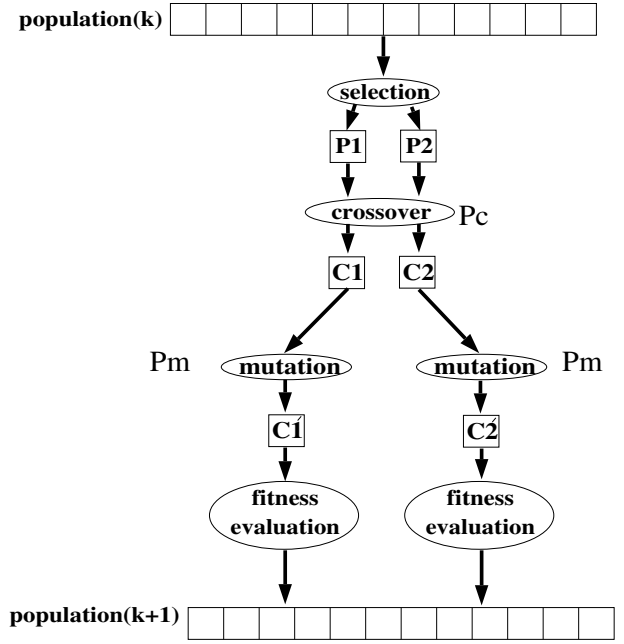 population(k)
selection
P1 P2
crossover Pc
C1 C2
Pm mutation mutation Pm
C1́ C2́
fitness fitness
evaluation evaluation
population(k+1)